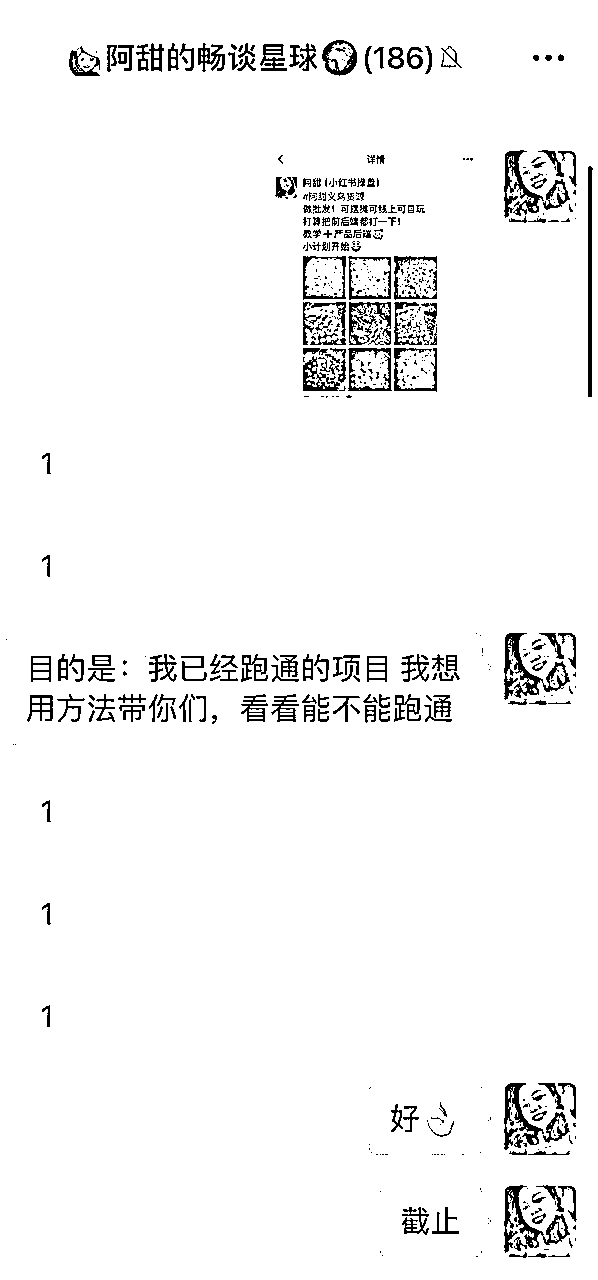 阿甜的畅谈星球🌍(186)
详情
阿甜 (小红书操盘)
#阿甜义乌货源
做批发！可摆摊可线上可自玩
打算把前后端都打一下！
教学＋产品后端
小计划开始
1
1
目的是：我已经跑通的项目 我想
用方法带你们，看看能不能跑通
1
1
1
好👌
截止